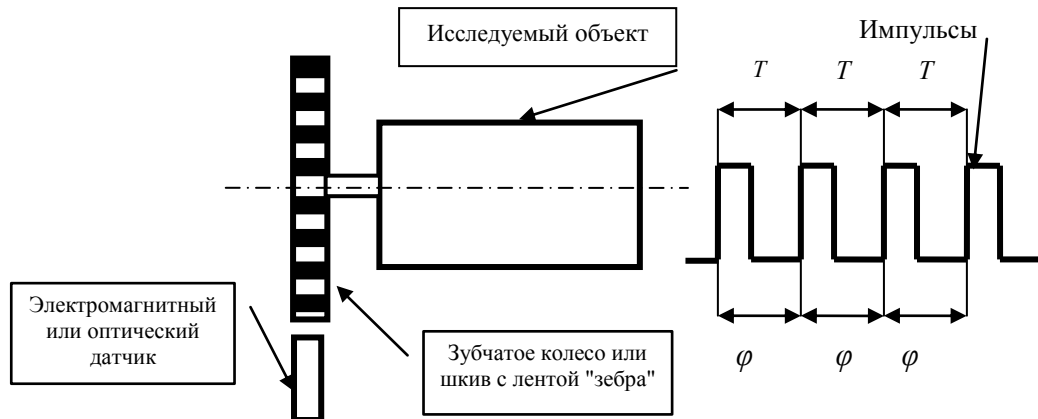 Исследуемый объект
Импульсы
T T T
Электромагнитный
или оптический
датчик
Зубчатое колесо или
шкив с лентой "зебра"
φ φ φ